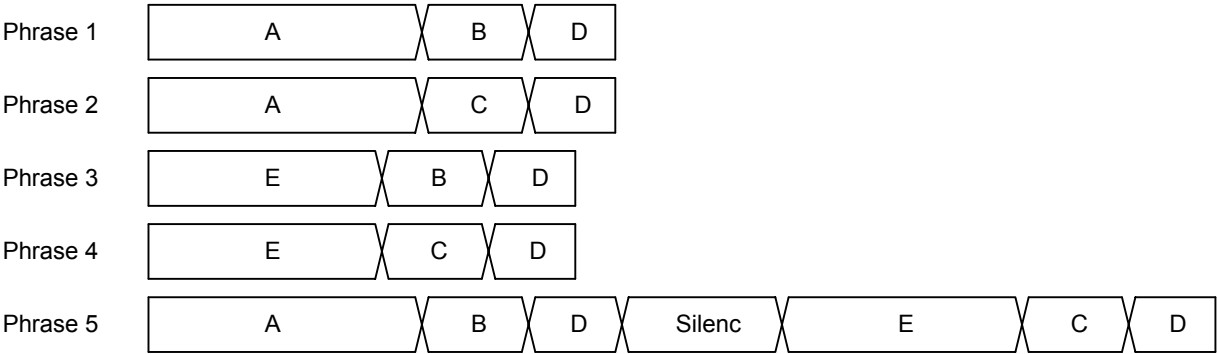 Phrase 1 A B D
Phrase 2 A C D
Phrase 3 E B D
Phrase 4 E C D
Phrase 5 A B D Silenc E C D